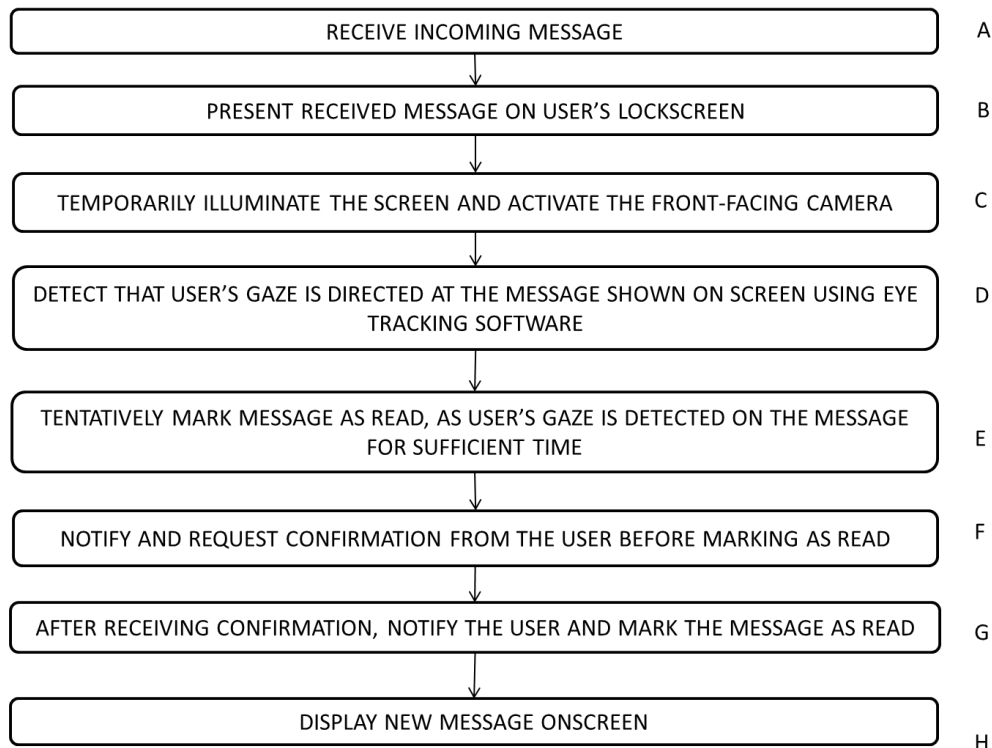 RECEIVE INCOMING MESSAGE
A
PRESENT RECEIVED MESSAGE ON USER’S LOCKSCREEN
B
TEMPORARILY ILLUMINATE THE SCREEN AND ACTIVATE THE FRONT-FACING CAMERA
C
DETECT THAT USER’S GAZE IS DIRECTED AT THE MESSAGE SHOWN ON SCREEN USING EYE
TRACKING SOFTWARE
D
TENTATIVELY MARK MESSAGE AS READ, AS USER’S GAZE IS DETECTED ON THE MESSAGE
FOR SUFFICIENT TIME
E
NOTIFY AND REQUEST CONFIRMATION FROM THE USER BEFORE MARKING AS READ
F
AFTER RECEIVING CONFIRMATION, NOTIFY THE USER AND MARK THE MESSAGE AS READ
G
DISPLAY NEW MESSAGE ONSCREEN
H